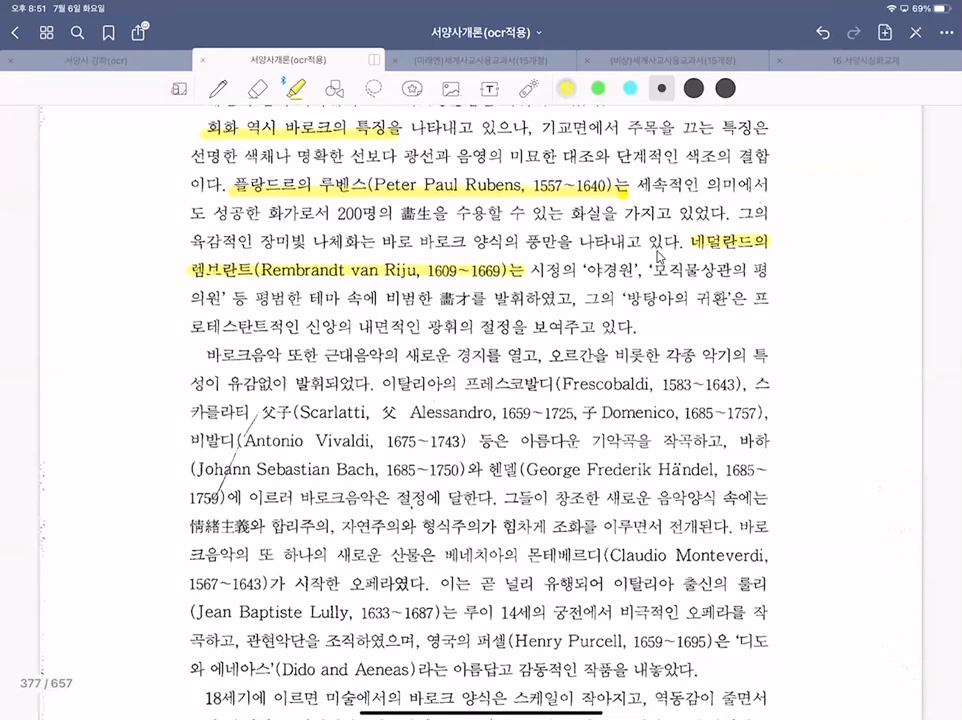 오후 8:51 7월 6일 화요일
69%
서양사개론(ocr적용)
서양사 강좌(ocr)
서양사개론(ocr적용)
(미래엔)세계사교사용교과서(15개정)
(비상)세계사교사용교과서(15개정)
16 서양사심화교재
회화 역시 바로크의 특징을 나타내고 있으나, 기교면에서 주목을 끄는 특징은
선명한 색채나 명확한 선보다 광선과 음영의 미묘한 대조와 단계적인 색조의 결합
이다. 플랑드르의 루벤스(Peter Paul Rubens, 1557~1640)는 세속적인 의미에서
도 성공한 화가로서 200명의 畵生을 수용할 수 있는 화실을 가지고 있었다. 그의
육감적인 장미빛 나체화는 바로 바로크 양식의 풍만을 나타내고 있다. 네덜란드의
렘브란트(Rembrandt van Riju, 1609~1669)는 시정의 ‘야경원’, ‘모직물상관의 평
의원’ 등 평범한 테마 속에 비범한 畵才를 발휘하였고, 그의 ‘방탕아의 귀환’은 프
로테스탄트적인 신앙의 내면적인 광휘의 절정을 보여주고 있다.
바로크음악 또한 근대음악의 새로운 경지를 열고, 오르간을 비롯한 각종 악기의 특
성이 유감없이 발휘되었다. 이탈리아의 프레스코발디(Frescobaldi, 1583~1643), 스
카를라티 父子(Scarlatti, 父 Alessandro, 1659~1725, 子 Domenico, 1685~1757),
비발디(Antonio Vivaldi, 1675~1743) 등은 아름다운 기악곡을 작곡하고, 바하
(Johann Sebastian Bach, 1685~1750)와 헨델(George Frederik Händel, 1685~
1759)에 이르러 바로크음악은 절정에 달한다. 그들이 창조한 새로운 음악양식 속에는
情緖主義와 합리주의, 자연주의와 형식주의가 힘차게 조화를 이루면서 전개된다. 바로
크음악의 또 하나의 새로운 산물은 베네치아의 몬테베르디(Claudio Monteverdi,
1567~1643)가 시작한 오페라였다. 이는 곧 널리 유행되어 이탈리아 출신의 륄리
(Jean Baptiste Lully, 1633~1687)는 루이 14세의 궁전에서 비극적인 오페라를 작
곡하고, 관현악단을 조직하였으며, 영국의 퍼셀(Henry Purcell, 1659~1695)은 ‘디도
와 에네아스’(Dido and Aeneas)라는 아름답고 감동적인 작품을 내놓았다.
377 / 657
18세기에 이르면 미술에서의 바로크 양식은 스케일이 작아지고, 역동감이 줄면서